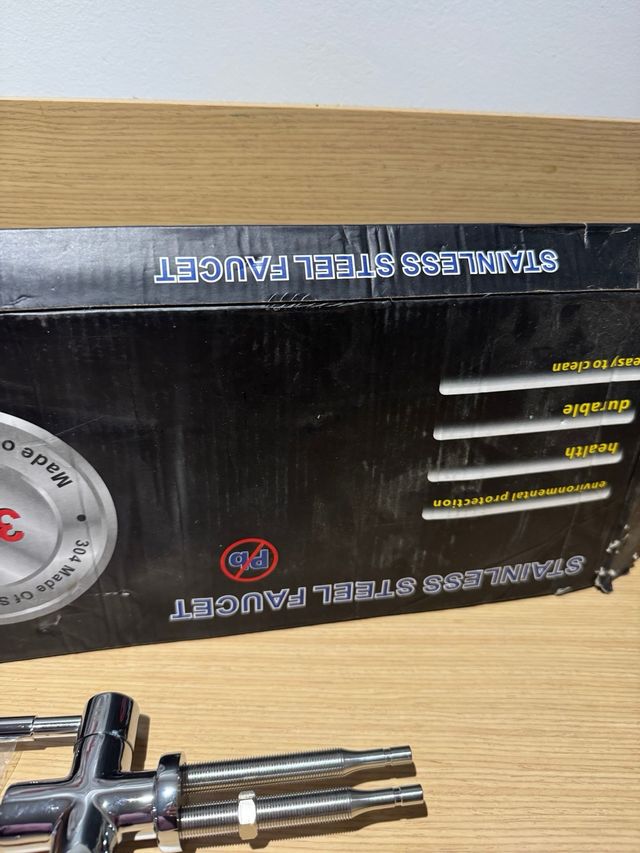 STAINLESS STEEL FAUCET
Pb
environmental protection
health
durable
easy to clean
304 Made Of
Made
STAINLESS STEEL FAUCET